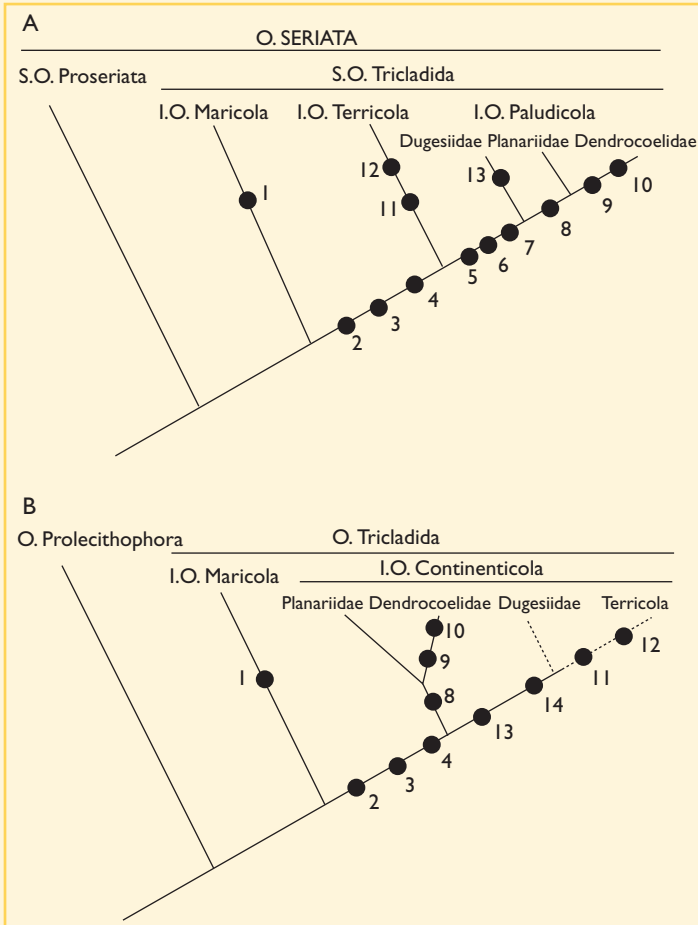 A
O. SERIATA
S.O. Proseriata S.O. Tricladida
I.O. Maricola I.O. Terricola I.O. Paludicola
Dugesiidae Planariidae Dendrocoelidae
12 13 10
1 11 9
8
7
6
5
4
3
2
B
O. Prolecithophora O. Tricladida
I.O. Maricola I.O. Continenticola
Planariidae Dendrocoelidae Dugesiidae Terricola
10 12
9 11
1 8 14
13
4
3
2